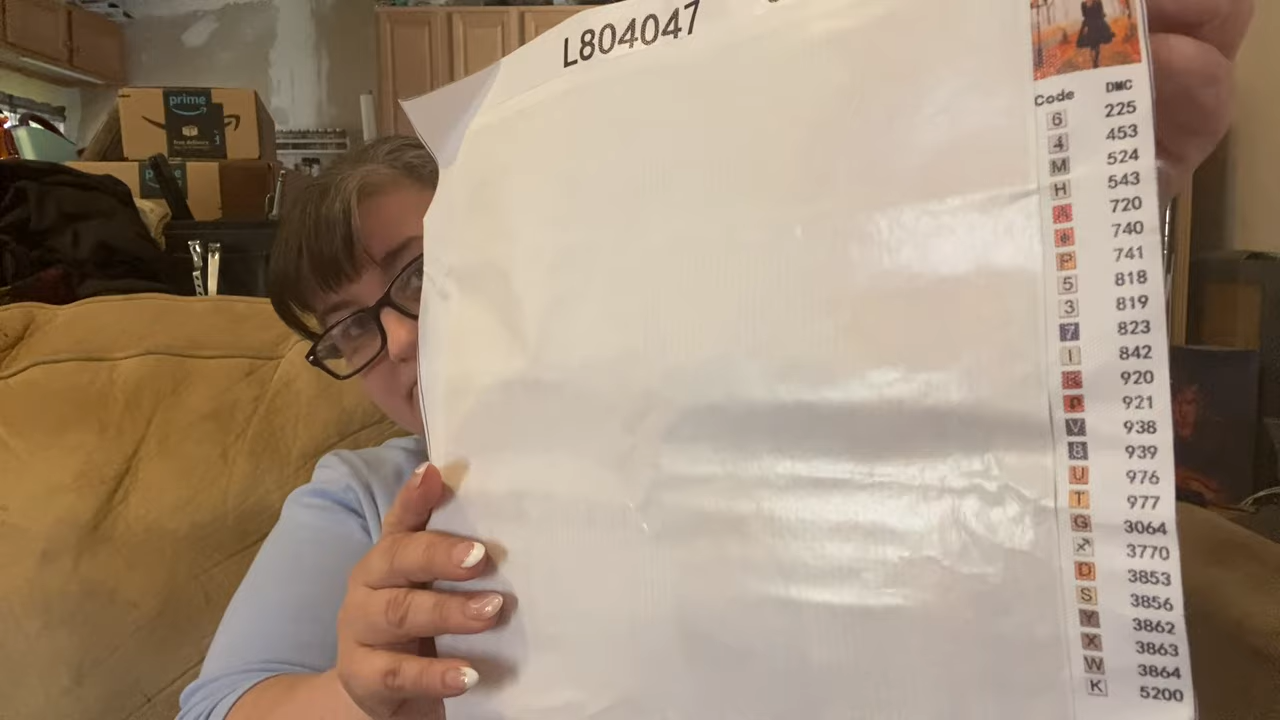 L804047
prime
prime
Code DMC
6 225
4 453
M 524
H 543
720
740
P 741
5 818
3 819
7 823
I 842
K 920
921
V 938
8 939
U 976
T 977
G 3064
3770
D 3853
S 3856
Y 3862
X 3863
W 3864
K 5200